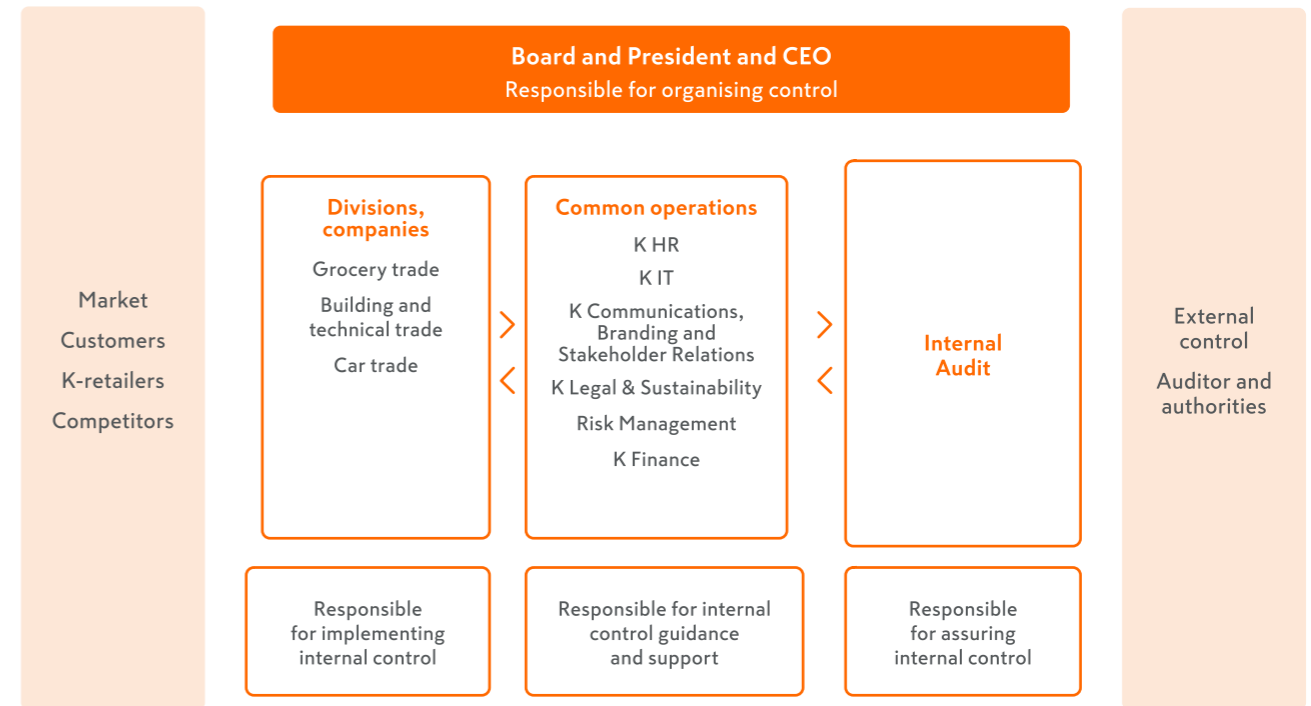 Board and President and CEO
Responsible for organising control
Market
Customers
K-retailers
Competitors
Divisions,
companies
Grocery trade
Building and
technical trade
Car trade
Common operations
K HR
K IT
K Communications,
Branding and
Stakeholder Relations
K Legal & Sustainability
Risk Management
K Finance
Internal
Audit
External
control
Auditor and
authorities
Responsible
for implementing
internal control
Responsible for internal
control guidance
and support
Responsible
for assuring
internal control